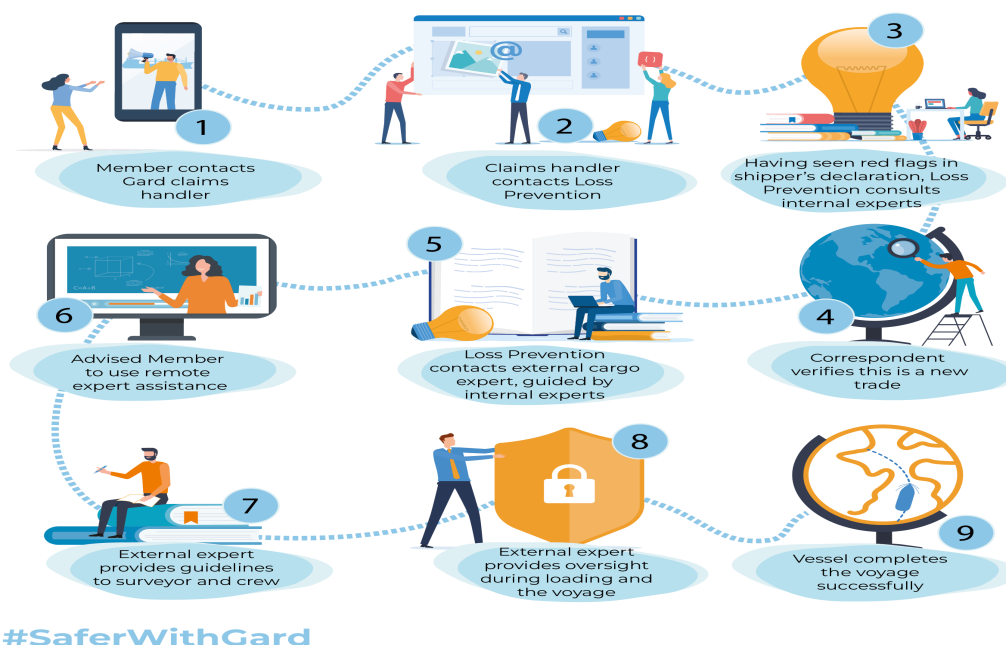 1
Member contacts
Gard claims
handler
2
Claims handler
contacts Loss
Prevention
3
Having seen red flags in
shipper's declaration, Loss
Prevention consults
internal experts
4
Correspondent
verifies this is a new
trade
5
Loss Prevention
contacts external cargo
expert, guided by
internal experts
6
Advised Member
to use remote
expert assistance
7
External expert
provides guidelines
to surveyor and crew
8
External expert
provides oversight
during loading and
the voyage
9
Vessel completes
the voyage
successfully
#SaferWithGard